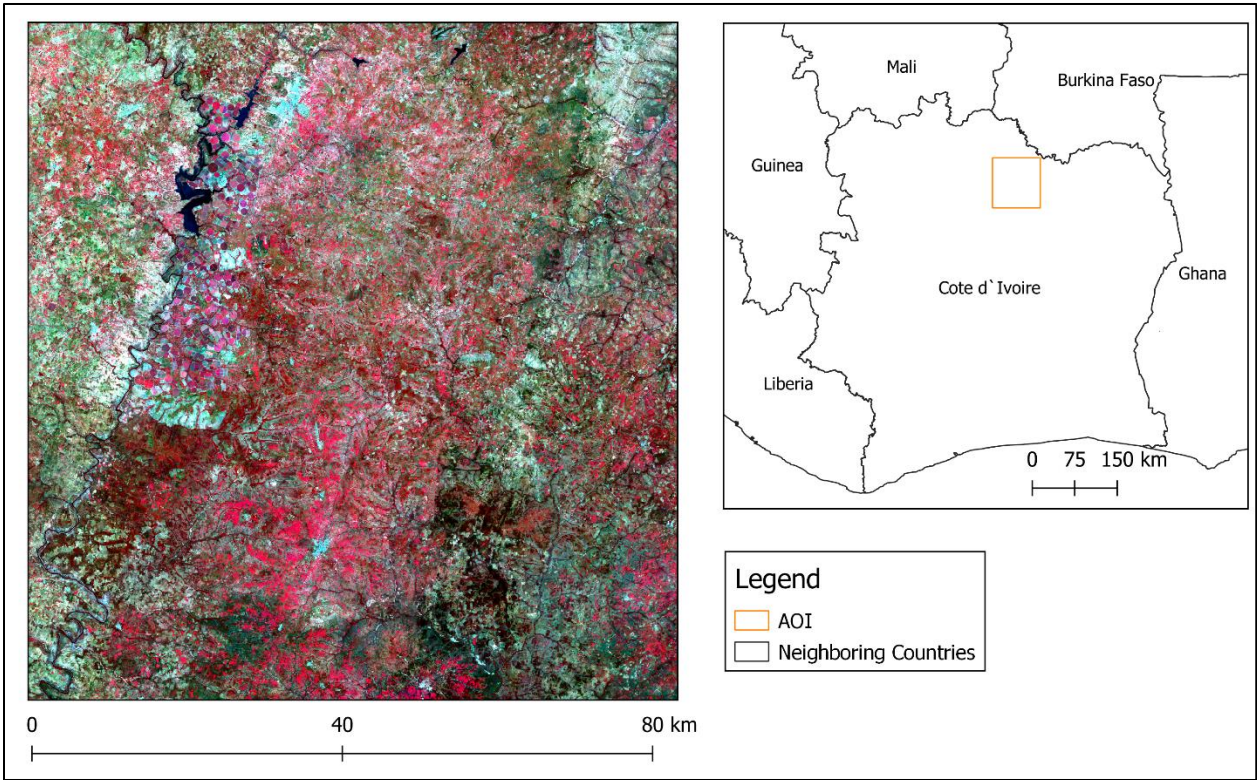 Mali
Burkina Faso
Guinea
Ghana
Cote d`Ivoire
Liberia
0 75 150 km
Legend
AOI
Neighboring Countries
0 40 80 km